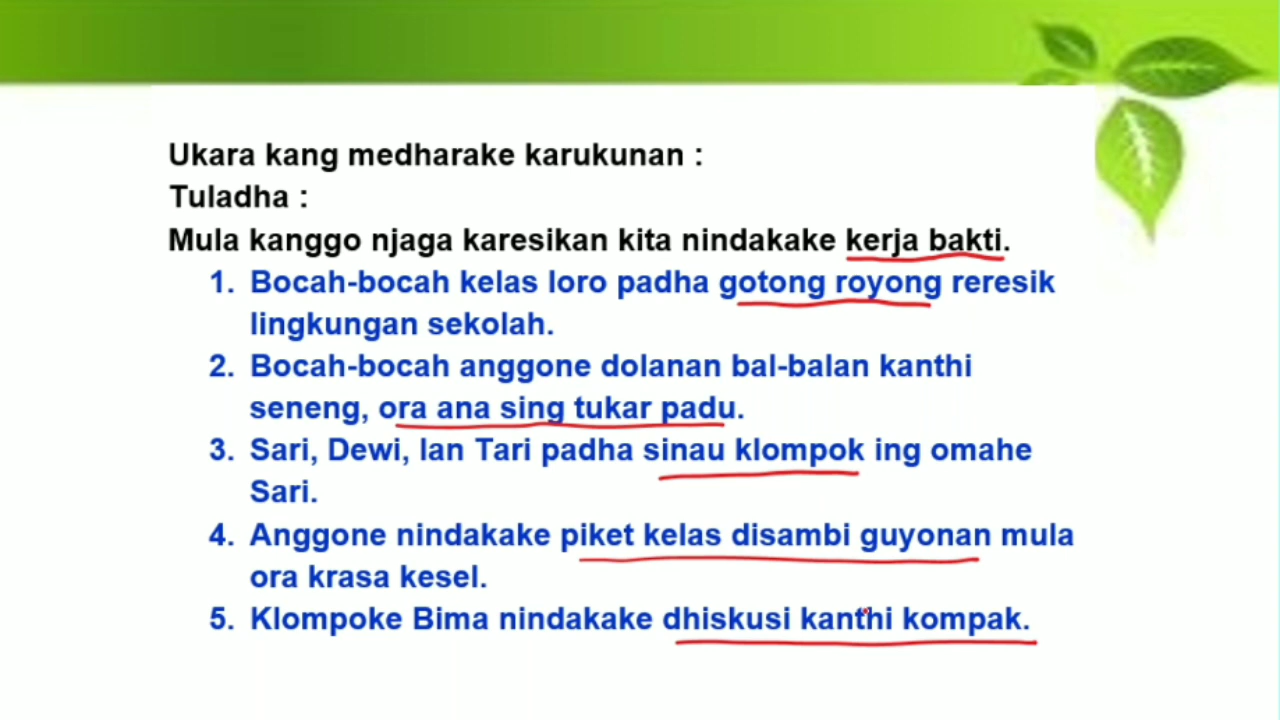 Ukara kang medharake karukunan :
Tuladha :
Mula kanggo njaga karesikan kita nindakake kerja bakti.
1. Bocah-bocah kelas loro padha gotong royong reresik
lingkungan sekolah.
2. Bocah-bocah anggone dolanan bal-balan kanthi
seneng, ora ana sing tukar padu.
3. Sari, Dewi, lan Tari padha sinau klompok ing omahe
Sari.
4. Anggone nindakake piket kelas disambi guyonan mula
ora krasa kesel.
5. Klompoke Bima nindakake dhiskusi kanthi kompak.